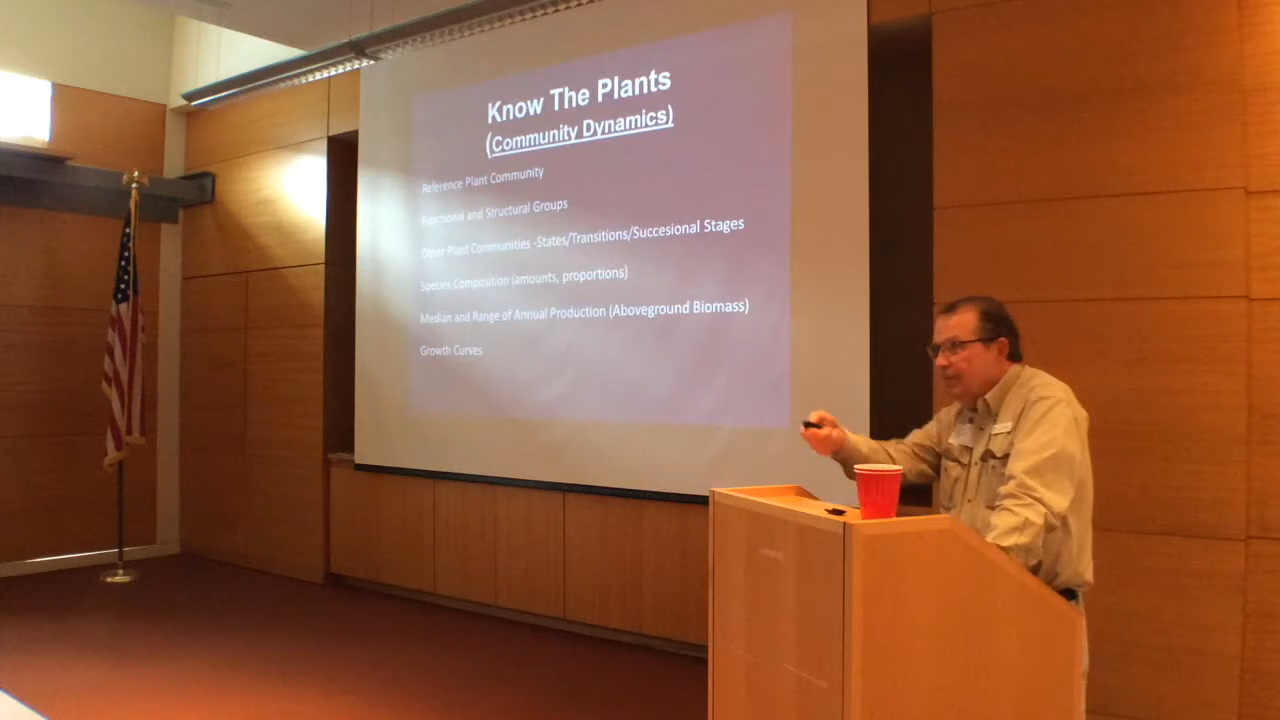 Know The Plants
(Community Dynamics)
Reference Plant Community
Functional and Structural Groups
Other Plant Communities -States/Transitions/Succesional Stages
Species Composition (amounts, proportions)
Median and Range of Annual Production (Aboveground Biomass)
Growth Curves